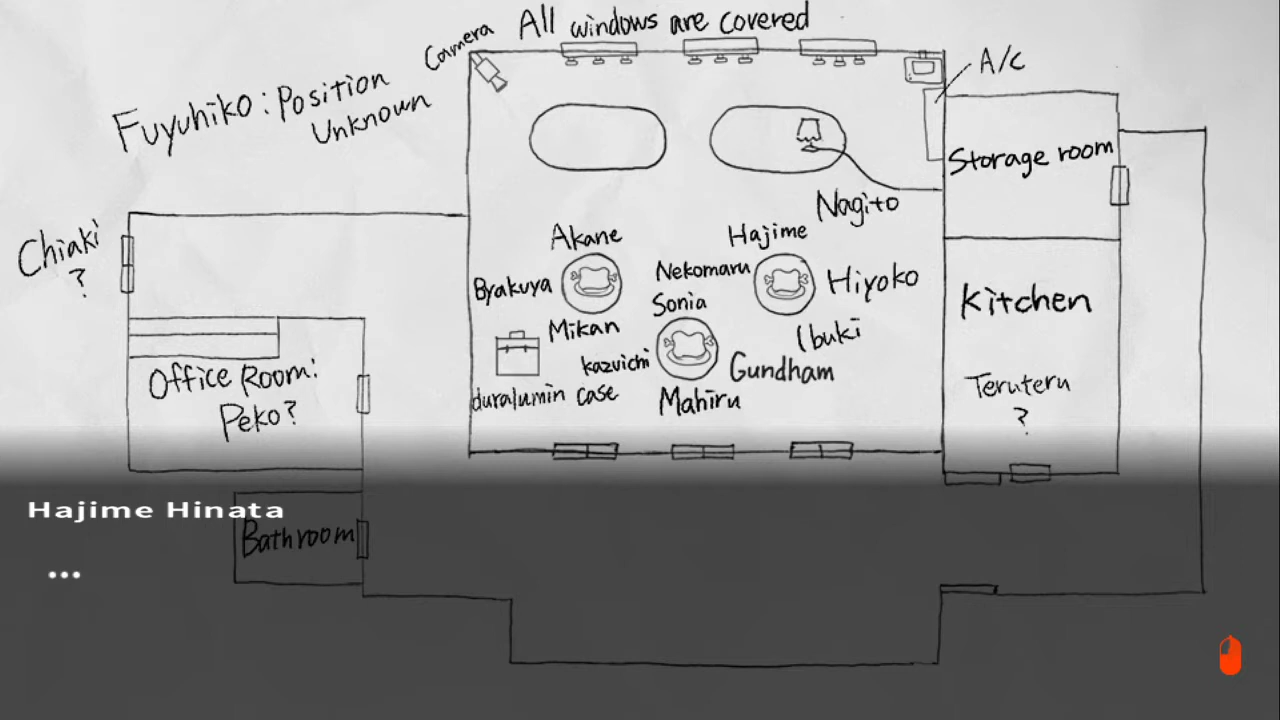 All windows are covered
Camera
A/C
Fuyuhiko: Position
Unknown
Storage room
Chiaki
?
Nagito
Akane
Hajime
Byakuya
Nekomaru
Hiyoko
Sonia
Kitchen
Mikan
Ibuki
kazuichi
Gundham
duralumin case
Mahiru
Teruteru
?
Office Room:
Peko?
Hajime Hinata
Bathroom
...